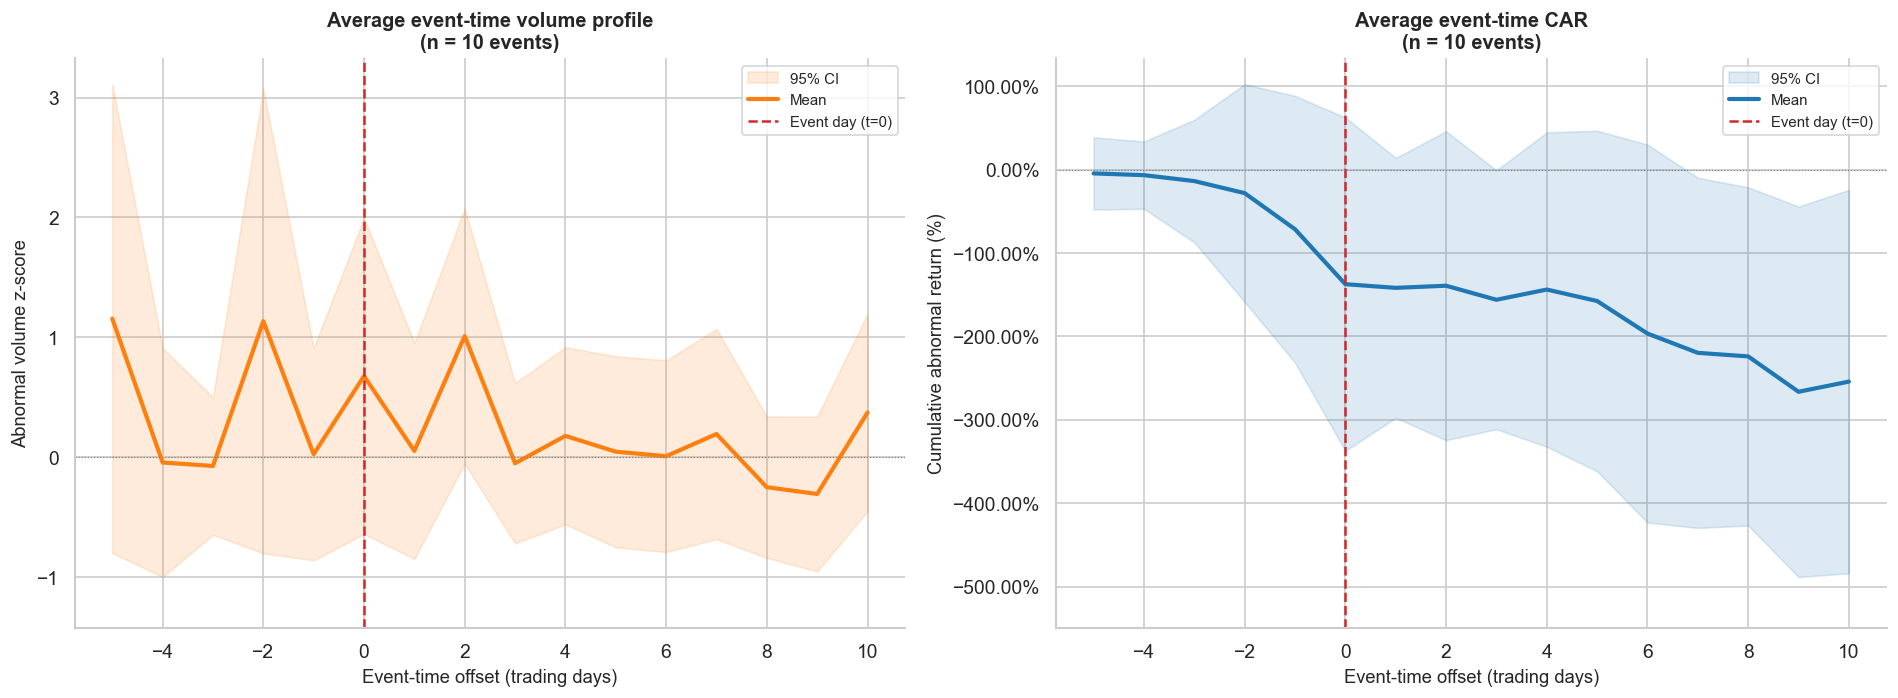 Average event-time volume profile
(n = 10 events)
3
2
1
0
−1
Abnormal volume z-score
95% CI
Mean
Event day (t=0)
−4
−2
0
2
4
6
8
10
Event-time offset (trading days)
Average event-time CAR
(n = 10 events)
100.00%
0.00%
−100.00%
−200.00%
−300.00%
−400.00%
−500.00%
Cumulative abnormal return (%)
95% CI
Mean
Event day (t=0)
−4
−2
0
2
4
6
8
10
Event-time offset (trading days)